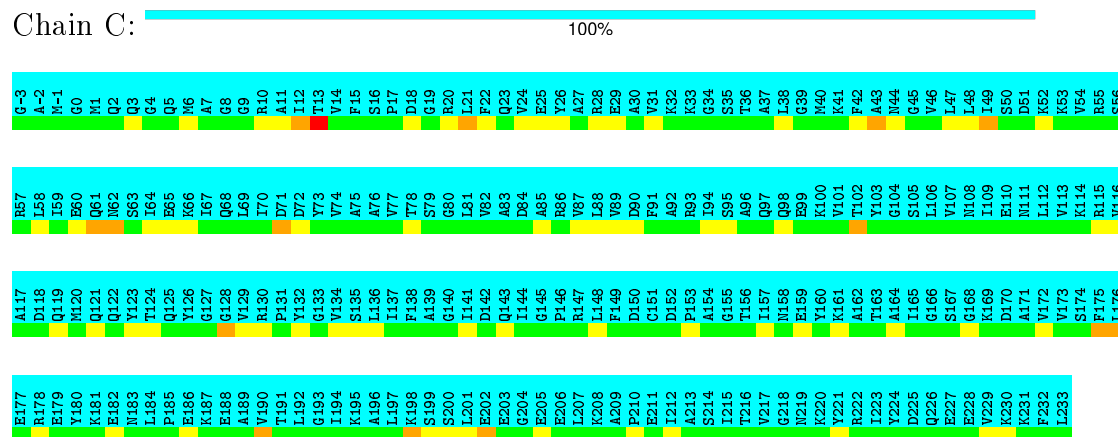 Chain C:
100%
G-3 A-2 M-1 G0 M1 Q2 Q3 G4 Q5 M6 A7 G8 G9 R10 A11 I12 T13 V14 F15 S16 P17 D18 G19 R20 L21 F22 Q23 V24 E25 Y26 A27 R28 E29 A30 V31 K32 K33 G34 S35 T36 A37 L38 G39 M40 K41 F42 A43 N44 G45 V46 L47 L48 I49 S50 D51 K52 K53 V54 R55 S56
R57 L58 I59 E60 Q61 N62 S63 I64 E65 K66 I67 Q68 L69 I70 D71 D72 Y73 V74 A75 A76 V77 T78 S79 G80 L81 V82 A83 D84 A85 R86 V87 L88 V89 D90 F91 A92 R93 I94 S95 A96 Q97 Q98 E99 K100 V101 T102 Y103 G104 S105 L106 V107 N108 I109 E110 N111 L112 V113 K114 R115 V116
A117 D118 Q119 M120 Q121 Q122 Y123 T124 Q125 Y126 G127 G128 V129 R130 P131 Y132 G133 V134 S135 L136 I137 F138 A139 G140 I141 D142 Q143 I144 G145 P146 R147 L148 F149 D150 C151 D152 P153 A154 G155 T156 I157 N158 E159 Y160 K161 A162 T163 A164 I165 G166 S167 G168 K169 D170 A171 V172 V173 S174 F175 L176
E177 R178 E179 Y180 K181 E182 N183 L184 P185 E186 K187 E188 A189 V190 T191 L192 G193 I194 K195 A196 L197 K198 S199 S200 L201 E202 E203 G204 E205 E206 L207 K208 A209 P210 E211 I212 A213 S214 I215 T216 V217 G218 N219 K220 Y221 R222 I223 Y224 D225 Q226 E227 E228 V229 K230 K231 F232 L233